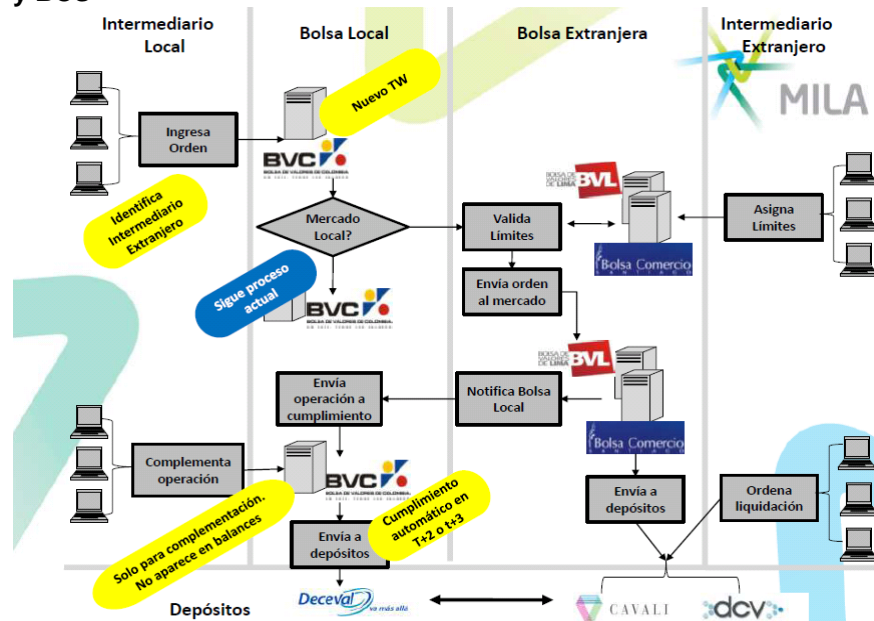 Intermediario
Local
Bolsa Local
Bolsa Extranjera
Intermediario
Extranjero
MILA
Nuevo TW
Ingresa
Orden
BVC
BOLSA DE VALORES DE COLOMBIA
Identifica
Intermediario
Extranjero
Mercado
Local?
BOLSA DE
VALORES
DE LIMA
BVL
Valida
Límites
Asigna
Límites
Bolsa Comercio
SANTIAGO
Sigue proceso
actual
BVC
BOLSA DE VALORES DE COLOMBIA
Envía orden
al mercado
BOLSA DE
VALORES
DE LIMA
BVL
Envía
operación a
cumplimiento
Notifica Bolsa
Local
Bolsa Comercio
SANTIAGO
Complementa
operación
BVC
BOLSA DE VALORES DE COLOMBIA
Solo para complementación.
No aparece en balances
Cumplimiento
automático en
T+2 o t+3
Envía a
depósitos
Envía a
depósitos
Ordena
liquidación
Depósitos
Deceval
va más allá
CAVALI
dcv